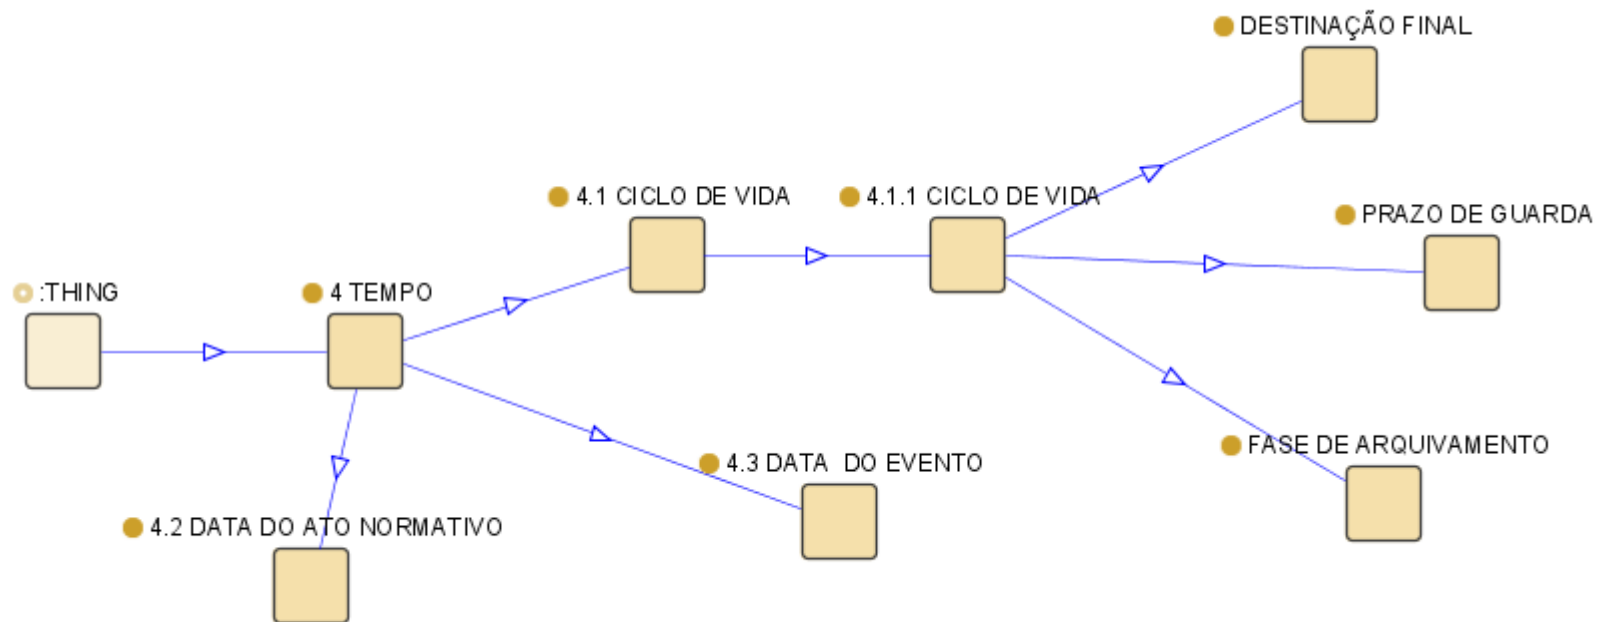 DESTINAÇÃO FINAL
4.1 CICLO DE VIDA
4.1.1 CICLO DE VIDA
PRAZO DE GUARDA
:THING
4 TEMPO
FASE DE ARQUIVAMENTO
4.3 DATA  DO EVENTO
4.2 DATA DO ATO NORMATIVO